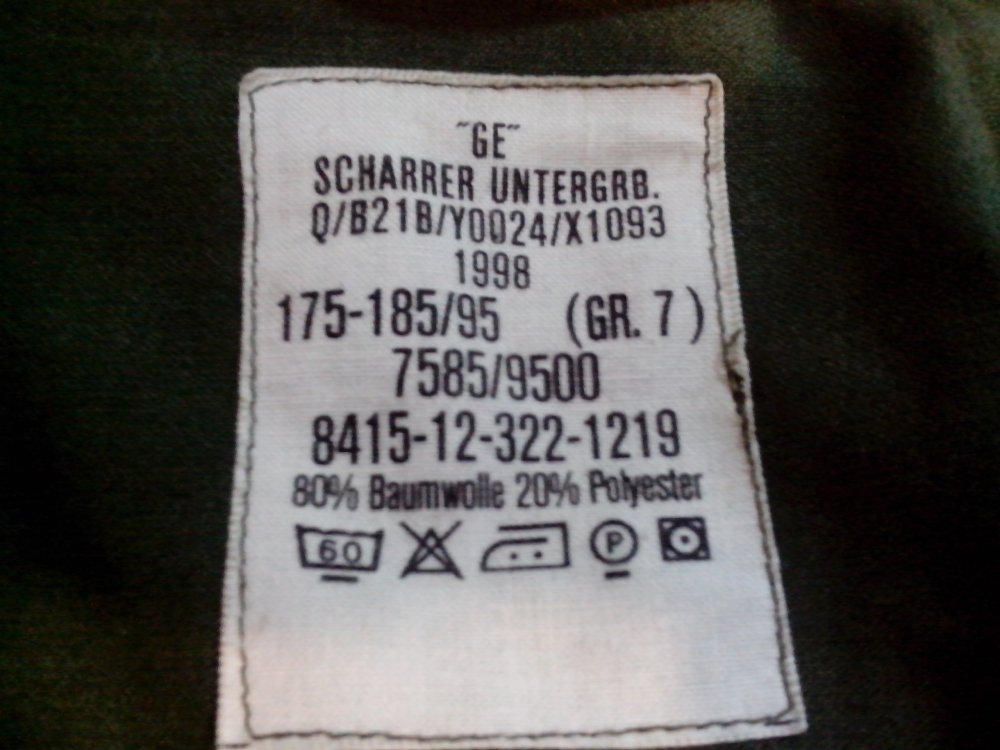 "GE"
SCHARRER UNTERGRB.
Q/B21B/Y0024/X1093
1998
175-185/95 (GR. 7)
7585/9500
8415-12-322-1219
80% Baumwolle 20% Polyester
60 P